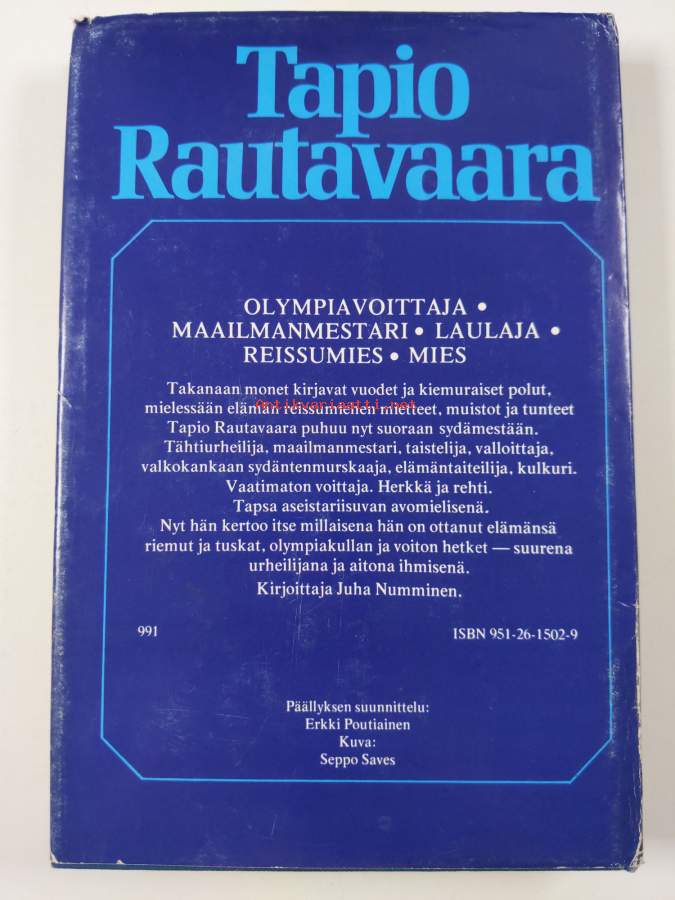 Tapio
Rautavaara
OLYMPIAVOITTAJA •
MAAILMANMESTARI • LAULAJA •
REISSUMIES • MIES
Takanaan monet kirjavat vuodet ja kiemuraiset polut,
mielessään elämän reissumiehen mietteet, muistot ja tunteet
Antikvariaatti.net
Tapio Rautavaara puhuu nyt suoraan sydämestään.
Tähtiurheilija, maailmanmestari, taistelija, valloittaja,
valkokankaan sydäntenmurskaaja, elämäntaiteilija, kulkuri.
Vaatimaton voittaja. Herkkä ja rehti.
Tapsa aseistariisuvan avomielisenä.
Nyt hän kertoo itse millaisena hän on ottanut elämänsä
riemut ja tuskat, olympiakullan ja voiton hetket — suurena
urheilijana ja aitona ihmisenä.
Kirjoittaja Juha Numminen.
991 ISBN 951-26-1502-9
Päällyksen suunnittelu:
Erkki Poutiainen
Kuva:
Seppo Saves